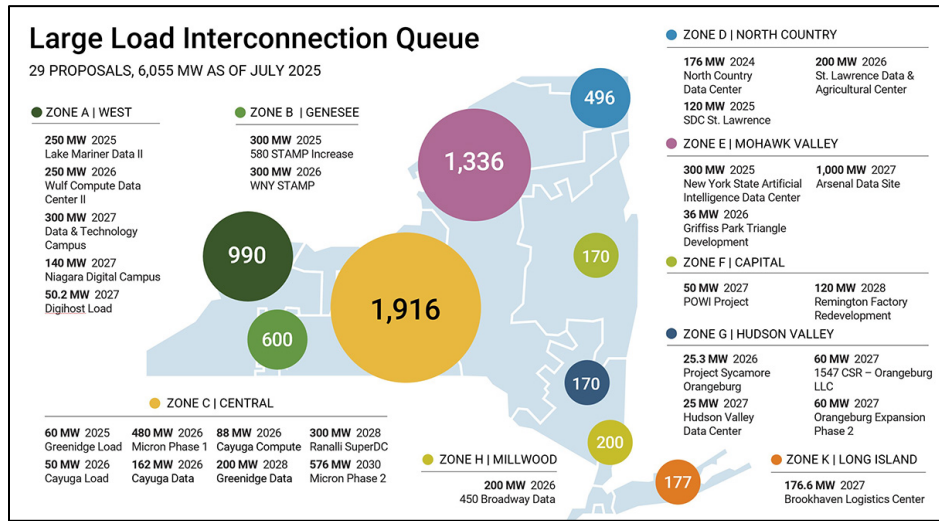 Large Load Interconnection Queue
29 PROPOSALS, 6,055 MW AS OF JULY 2025
ZONE A | WEST
250 MW 2025
Lake Mariner Data II
250 MW 2026
Wulf Compute Data
Center II
300 MW 2027
Data & Technology
Campus
140 MW 2027
Niagara Digital Campus
50.2 MW 2027
Digihost Load
ZONE B | GENESEE
300 MW 2025
580 STAMP Increase
300 MW 2026
WNY STAMP
990
600
1,916
1,336
496
170
170
200
177
ZONE C | CENTRAL
60 MW 2025
Greenidge Load
50 MW 2026
Cayuga Load
480 MW 2026
Micron Phase 1
162 MW 2026
Cayuga Data
88 MW 2026
Cayuga Compute
200 MW 2028
Greenidge Data
300 MW 2028
Ranalli SuperDC
576 MW 2030
Micron Phase 2
ZONE D | NORTH COUNTRY
176 MW 2024
North Country
Data Center
120 MW 2025
SDC St. Lawrence
200 MW 2026
St. Lawrence Data &
Agricultural Center
ZONE E | MOHAWK VALLEY
300 MW 2025
New York State Artificial
Intelligence Data Center
36 MW 2026
Griffiss Park Triangle
Development
1,000 MW 2027
Arsenal Data Site
ZONE F | CAPITAL
50 MW 2027
POWI Project
120 MW 2028
Remington Factory
Redevelopment
ZONE G | HUDSON VALLEY
25.3 MW 2026
Project Sycamore
Orangeburg
25 MW 2027
Hudson Valley
Data Center
60 MW 2027
1547 CSR – Orangeburg
LLC
60 MW 2027
Orangeburg Expansion
Phase 2
ZONE H | MILLWOOD
200 MW 2026
450 Broadway Data
ZONE K | LONG ISLAND
176.6 MW 2027
Brookhaven Logistics Center